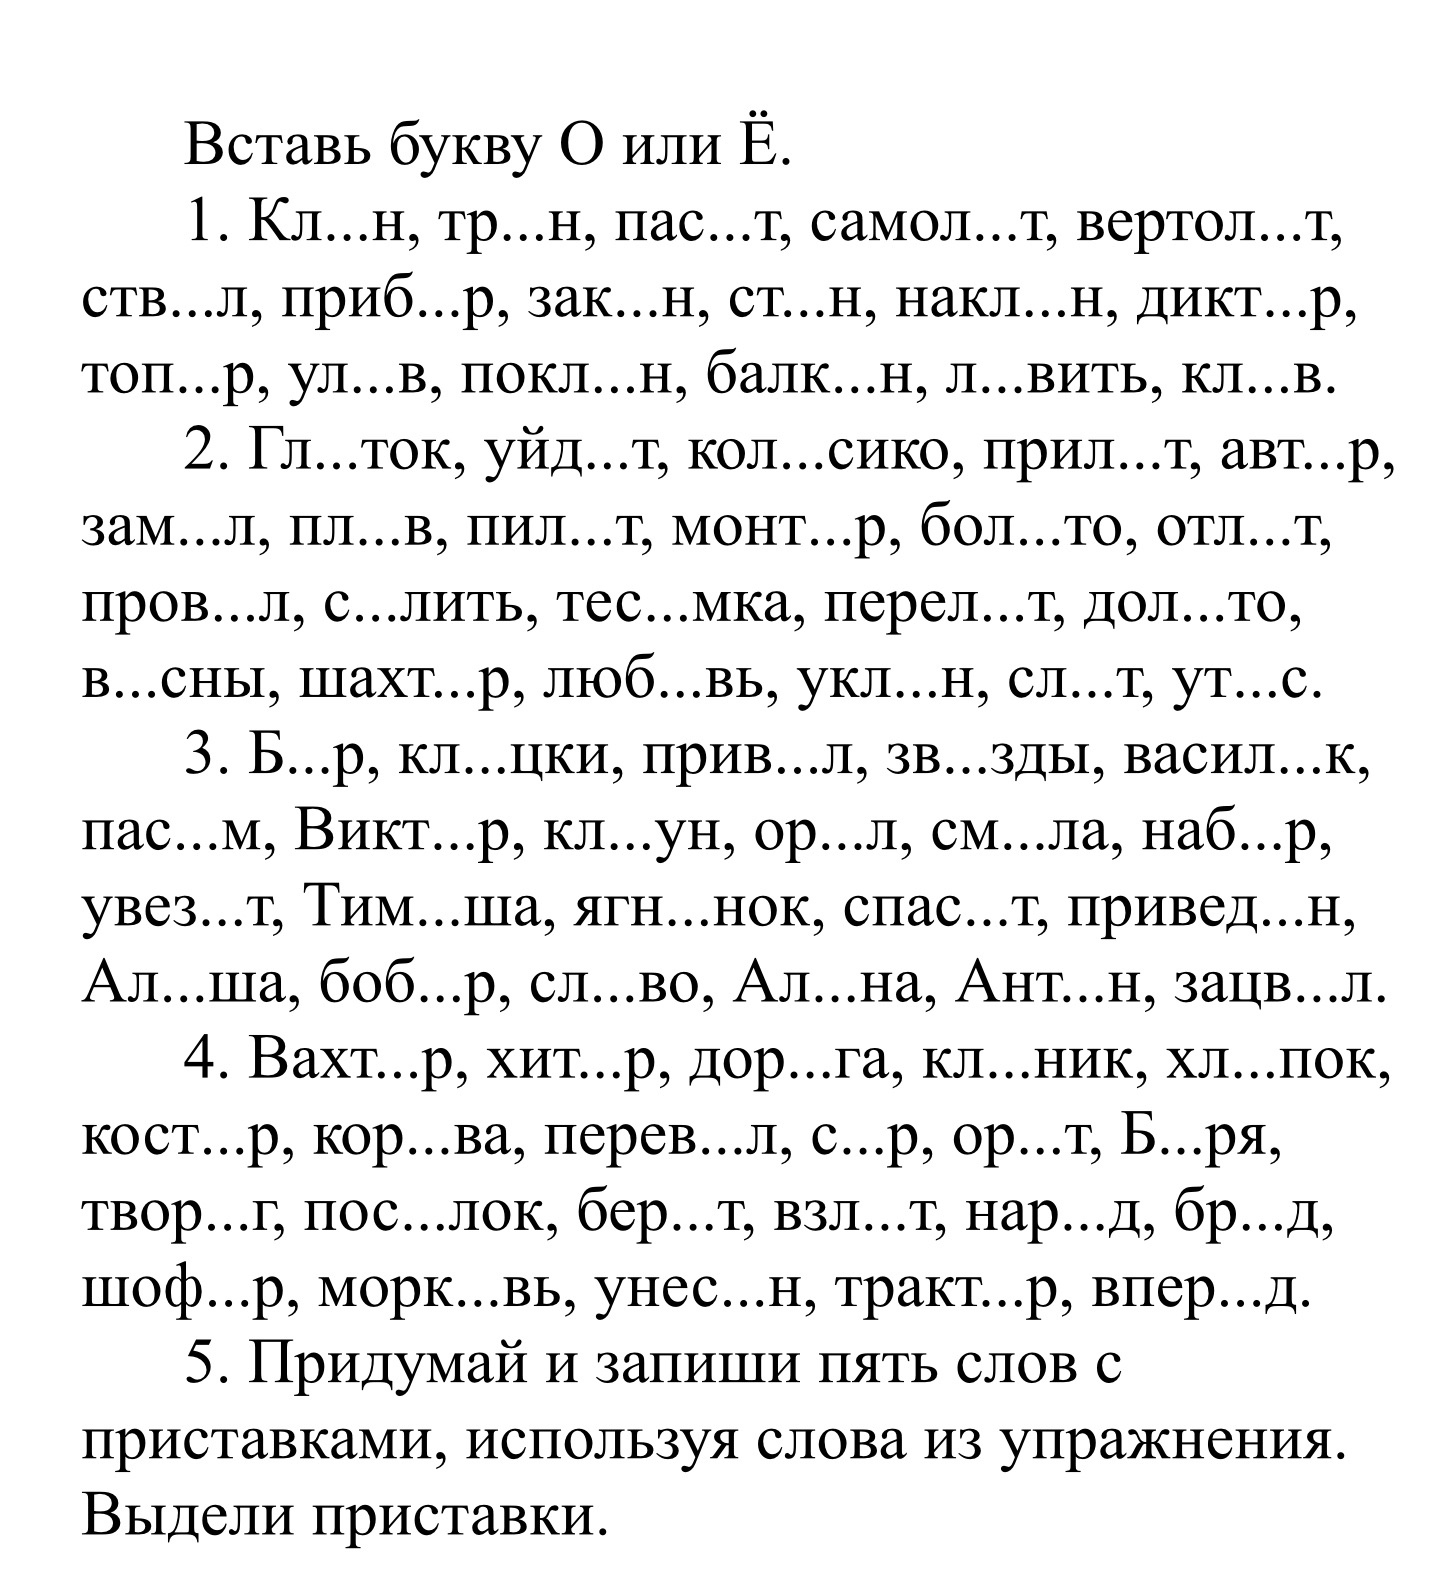 Вставь букву О или Ё.
1. Кл...н, тр...н, пас...т, самол...т, вертол...т,
ств...л, приб...р, зак...н, ст...н, накл...н, дикт...р,
топ...р, ул...в, покл...н, балк...н, л...вить, кл...в.
2. Гл...ток, уйд...т, кол...сико, прил...т, авт...р,
зам...л, пл...в, пил...т, монт...р, бол...то, отл...т,
пров...л, с...лить, тес...мка, перел...т, дол...то,
в...сны, шахт...р, люб...вь, укл...н, сл...т, ут...с.
3. Б...р, кл...цки, прив...л, зв...зды, васил...к,
пас...м, Викт...р, кл...ун, ор...л, см...ла, наб...р,
увез...т, Тим...ша, ягн...нок, спас...т, привед...н,
Ал...ша, боб...р, сл...во, Ал...на, Ант...н, зацв...л.
4. Вахт...р, хит...р, дор...га, кл...ник, хл...пок,
кост...р, кор...ва, перев...л, с...р, ор...т, Б...ря,
твор...г, пос...лок, бер...т, взл...т, нар...д, бр...д,
шоф...р, морк...вь, унес...н, тракт...р, впер...д.
5. Придумай и запиши пять слов с
приставками, используя слова из упражнения.
Выдели приставки.